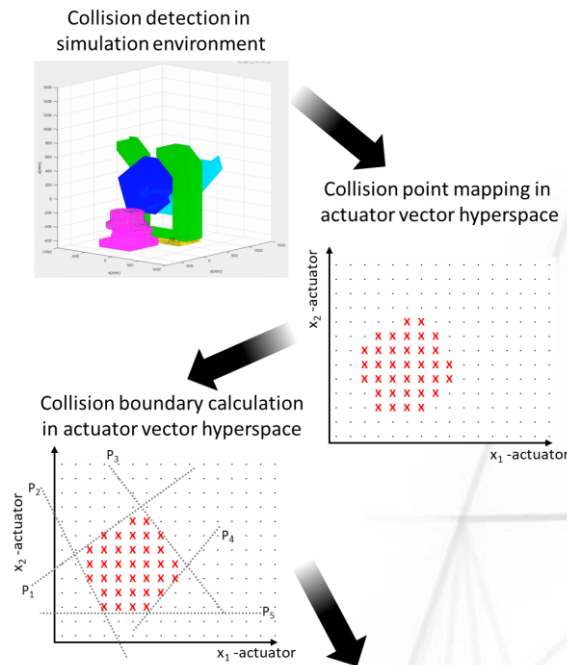 Collision detection in
simulation environment
Collision point mapping in
actuator vector hyperspace
x2 -actuator
x1 -actuator
Collision boundary calculation
in actuator vector hyperspace
P3
P2
P4
P1
P5
x2 -actuator
x1 -actuator